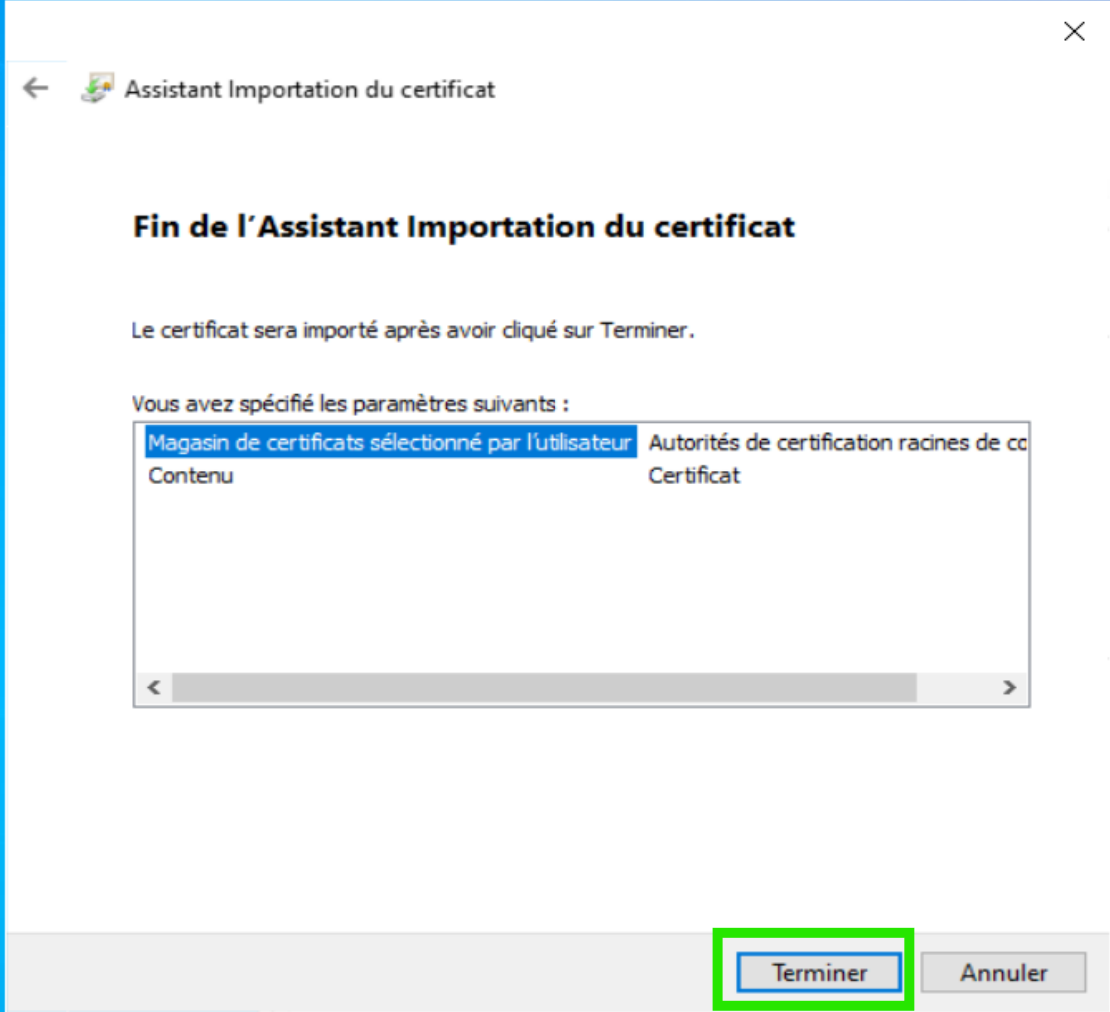 Assistant Importation du certificat
Fin de l'Assistant Importation du certificat
Le certificat sera importé après avoir cliqué sur Terminer.
Vous avez spécifié les paramètres suivants :
Magasin de certificats sélectionné par l'utilisateur Autorités de certification racines de co
Contenu Certificat
Terminer Annuler